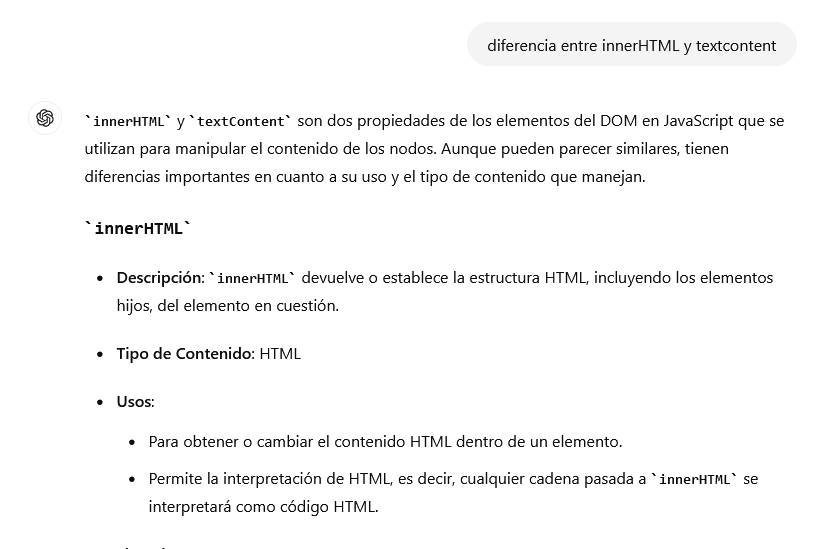 diferencia entre innerHTML y textcontent
`innerHTML` y `textContent` son dos propiedades de los elementos del DOM en JavaScript que se
utilizan para manipular el contenido de los nodos. Aunque pueden parecer similares, tienen
diferencias importantes en cuanto a su uso y el tipo de contenido que manejan.
`innerHTML`
• Descripción: `innerHTML` devuelve o establece la estructura HTML, incluyendo los elementos
hijos, del elemento en cuestión.
• Tipo de Contenido: HTML
• Usos:
• Para obtener o cambiar el contenido HTML dentro de un elemento.
• Permite la interpretación de HTML, es decir, cualquier cadena pasada a `innerHTML` se
interpretará como código HTML.